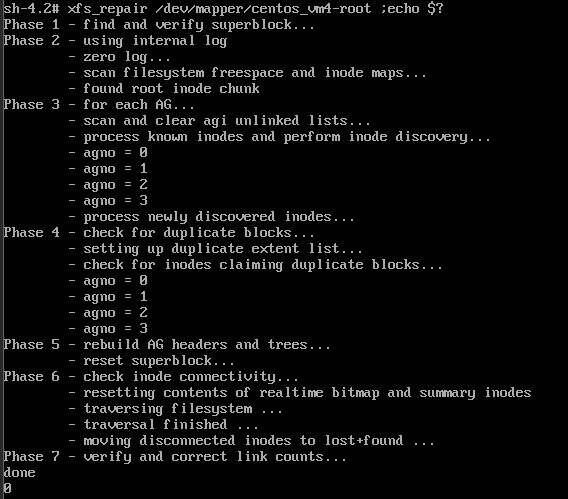 sh-4.2# xfs_repair /dev/mapper/centos_vm4-root ;echo $?
Phase 1 - find and verify superblock...
Phase 2 - using internal log
        - zero log...
        - scan filesystem freespace and inode maps...
        - found root inode chunk
Phase 3 - for each AG...
        - scan and clear agi unlinked lists...
        - process known inodes and perform inode discovery...
        - agno = 0
        - agno = 1
        - agno = 2
        - agno = 3
        - process newly discovered inodes...
Phase 4 - check for duplicate blocks...
        - setting up duplicate extent list...
        - check for inodes claiming duplicate blocks...
        - agno = 0
        - agno = 1
        - agno = 2
        - agno = 3
Phase 5 - rebuild AG headers and trees...
        - reset superblock...
Phase 6 - check inode connectivity...
        - resetting contents of realtime bitmap and summary inodes
        - traversing filesystem ...
        - traversal finished ...
        - moving disconnected inodes to lost+found ...
Phase 7 - verify and correct link counts...
done
0